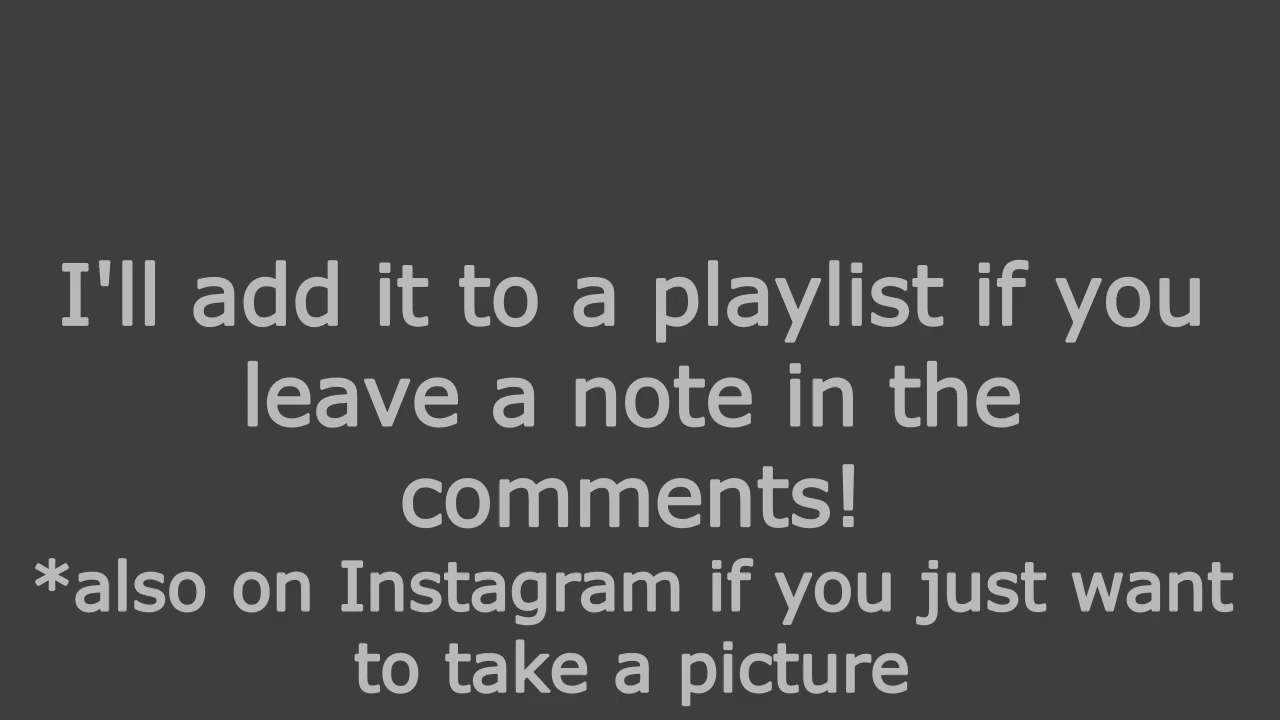 I'll add it to a playlist if you
leave a note in the
comments!
*also on Instagram if you just want
to take a picture